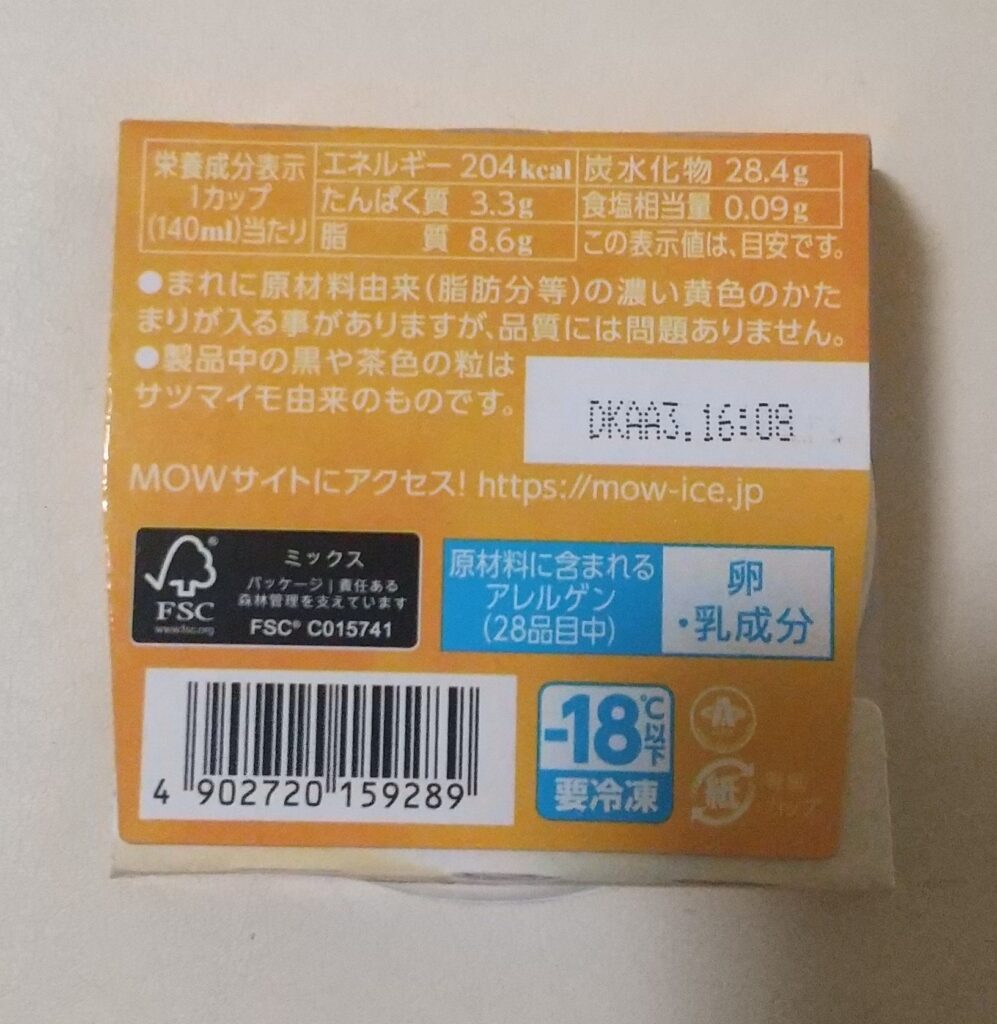 栄養成分表示
1カップ
(140ml)当たり
エネルギー 204kcal
たんぱく質 3.3g
脂 質 8.6g
炭水化物 28.4g
食塩相当量 0.09g
この表示値は、目安です。
●まれに原材料由来(脂肪分等)の濃い黄色のかた
まりが入る事がありますが、品質には問題ありません。
●製品中の黒や茶色の粒は
サツマイモ由来のものです。
DKAA3.16:08
MOWサイトにアクセス! https://mow-ice.jp
FSC®
www.fsc.org
ミックス
パッケージ | 責任ある
森林管理を支えています
FSC® C015741
原材料に含まれる
アレルゲン
(28品目中)
卵
・乳成分
4 902720 159289
-18℃以下
要冷凍
紙
カップ